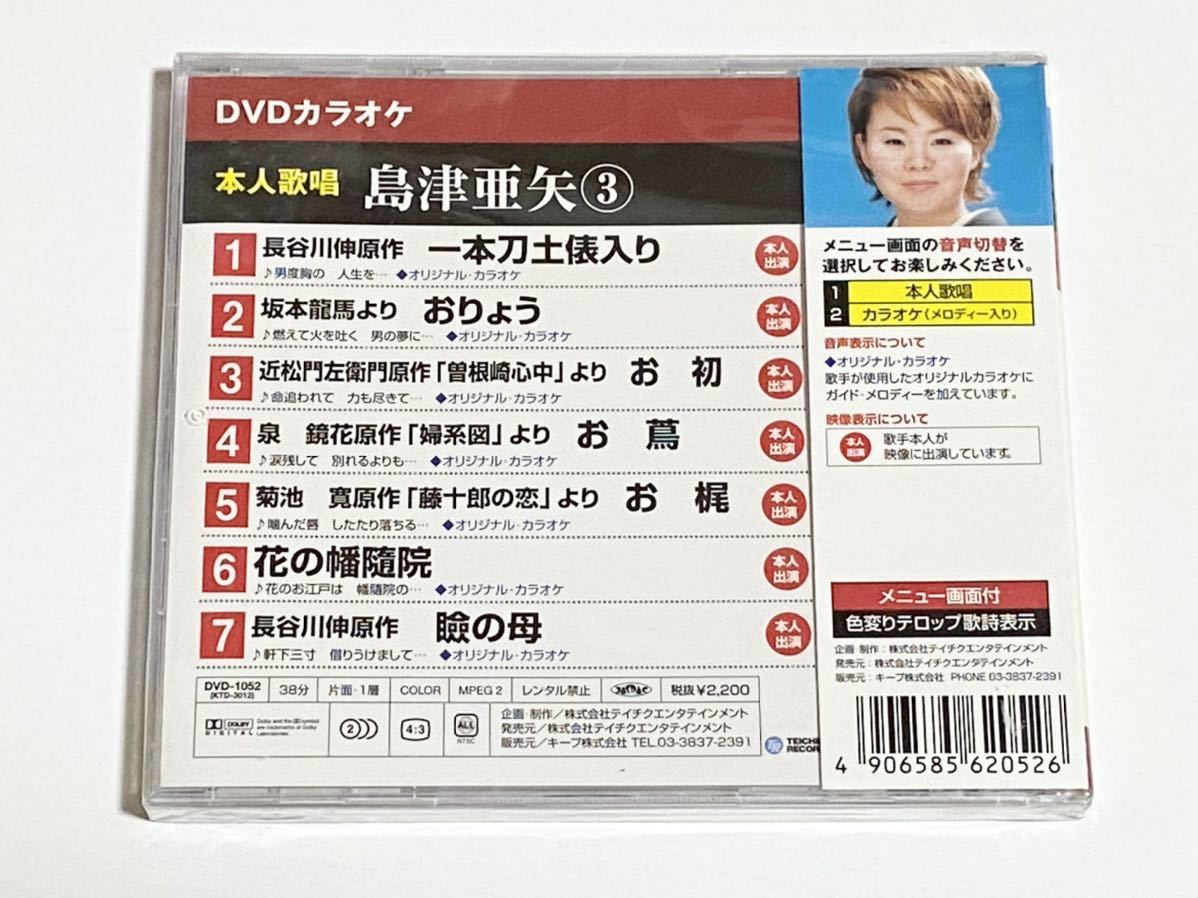 DVDカラオケ
本人歌唱 島津亜矢③
1 長谷川伸原作 一本刀土俵入り 本人出演
♪男度胸の 人生を… ◆オリジナル・カラオケ
2 坂本龍馬より おりょう 本人出演
♪燃えて火を吐く 男の夢に… ◆オリジナル・カラオケ
3 近松門左衛門原作「曽根崎心中」より お 初 本人出演
♪命追われて 力も尽きて… ◆オリジナル・カラオケ
4 泉 鏡花原作「婦系図」より お 蔦 本人出演
♪涙残して 別れるよりも… ◆オリジナル・カラオケ
5 菊池 寛原作「藤十郎の恋」より お 梶 本人出演
♪噛んだ唇 したたり落ちる… ◆オリジナル・カラオケ
6 花の幡随院 本人出演
♪花のお江戸は 幡随院の… ◆オリジナル・カラオケ
7 長谷川伸原作 瞼の母 本人出演
♪軒下三寸 借りうけまして… ◆オリジナル・カラオケ
DVD-1052 [KTD-3012] 38分 片面・1層 COLOR MPEG 2 レンタル禁止 税抜¥2,200
DOLBY DIGITAL
Dolby and the DD symbol are trademarks of Dolby Laboratories.
2))) 4:3 ALL NTSC
企画・制作/株式会社テイチクエンタテインメント
発売元/株式会社テイチクエンタテインメント
販売元/キープ株式会社 TEL.03-3837-2391
メニュー画面の音声切替を
選択してお楽しみください。
1 本人歌唱
2 カラオケ(メロディー入り)
音声表示について
◆オリジナル・カラオケ
歌手が使用したオリジナルカラオケに
ガイド・メロディーを加えています。
映像表示について
本人出演 歌手本人が
映像に出演しています。
メニュー画面付
色変りテロップ歌詩表示
企画・制作:株式会社テイチクエンタテインメント
発売元:株式会社テイチクエンタテインメント
販売元:キープ株式会社 PHONE 03-3837-2391
4 906585 620526